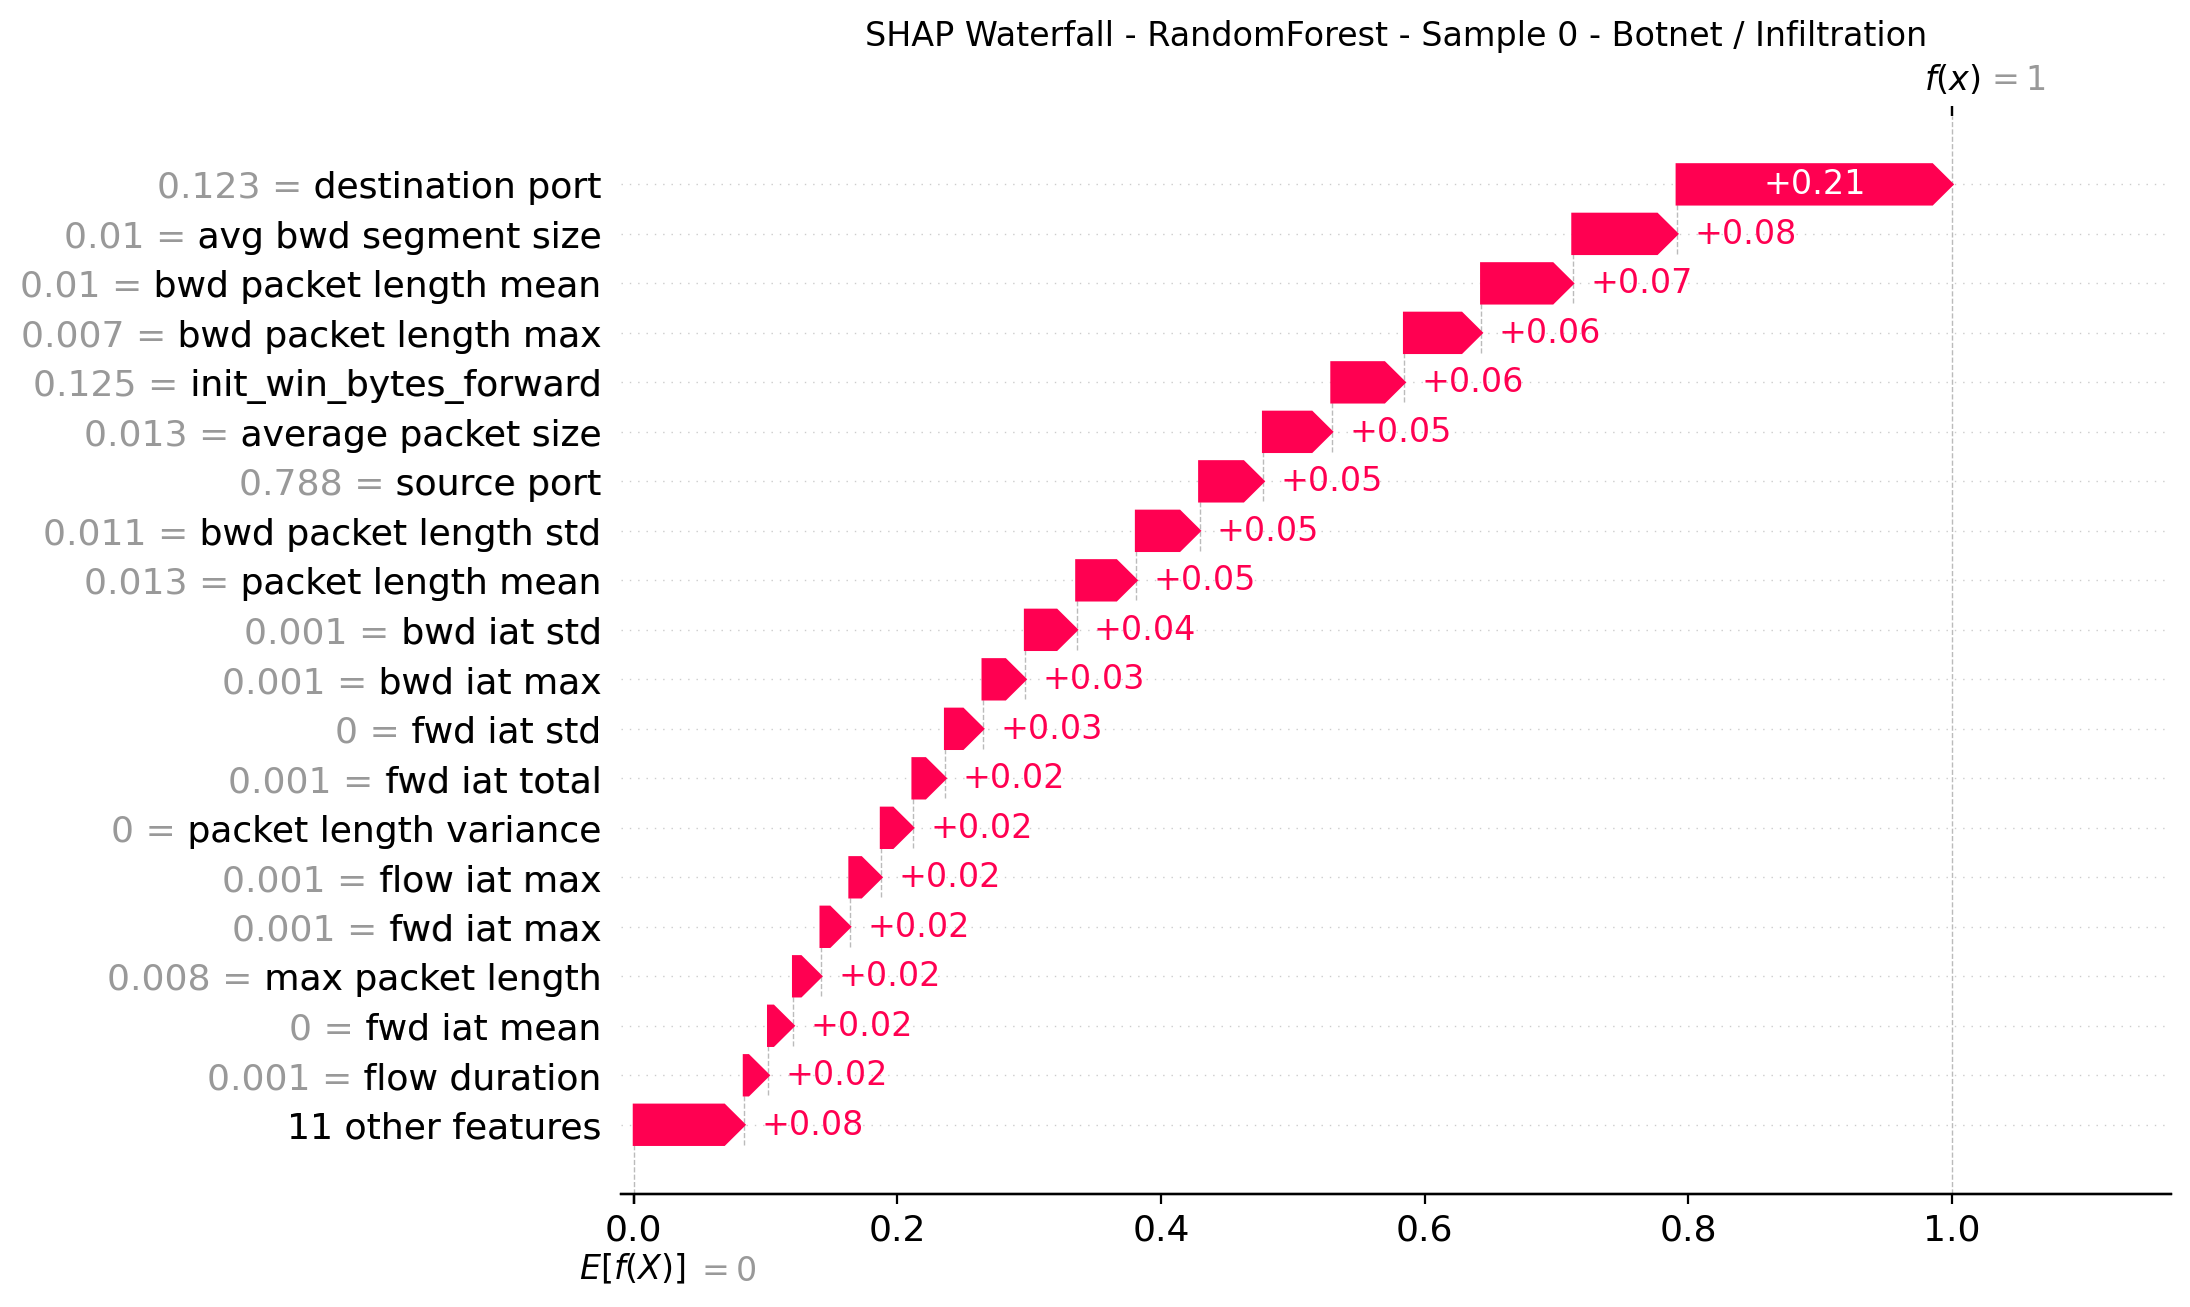 SHAP Waterfall - RandomForest - Sample 0 - Botnet / Infiltration
f(x) = 1
0.123 = destination port +0.21
0.01 = avg bwd segment size +0.08
0.01 = bwd packet length mean +0.07
0.007 = bwd packet length max +0.06
0.125 = init_win_bytes_forward +0.06
0.013 = average packet size +0.05
0.788 = source port +0.05
0.011 = bwd packet length std +0.05
0.013 = packet length mean +0.05
0.001 = bwd iat std +0.04
0.001 = bwd iat max +0.03
0 = fwd iat std +0.03
0.001 = fwd iat total +0.02
0 = packet length variance +0.02
0.001 = flow iat max +0.02
0.001 = fwd iat max +0.02
0.008 = max packet length +0.02
0 = fwd iat mean +0.02
0.001 = flow duration +0.02
11 other features +0.08
0.0 0.2 0.4 0.6 0.8 1.0
E[f(X)] = 0